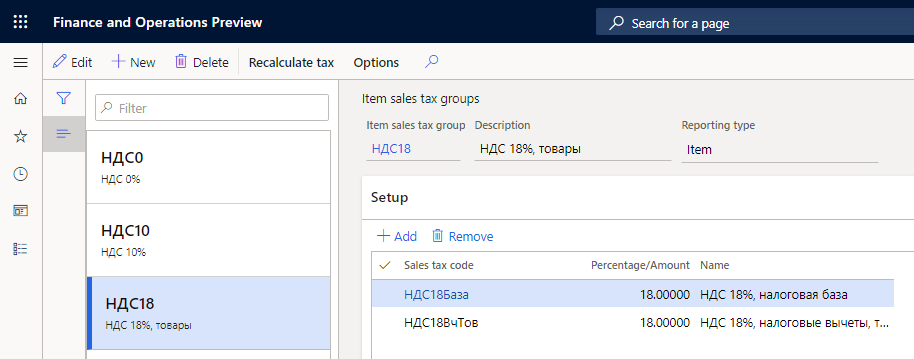 Finance and Operations Preview
Search for a page
Edit New Delete Recalculate tax Options
Filter
НДС0
НДС 0%
НДС10
НДС 10%
НДС18
НДС 18%, товары
Item sales tax groups
Item sales tax group Description Reporting type
НДС18 НДС 18%, товары Item
Setup
Add Remove
Sales tax code Percentage/Amount Name
НДС18База 18.00000 НДС 18%, налоговая база
НДС18ВчТов 18.00000 НДС 18%, налоговые вычеты, т...